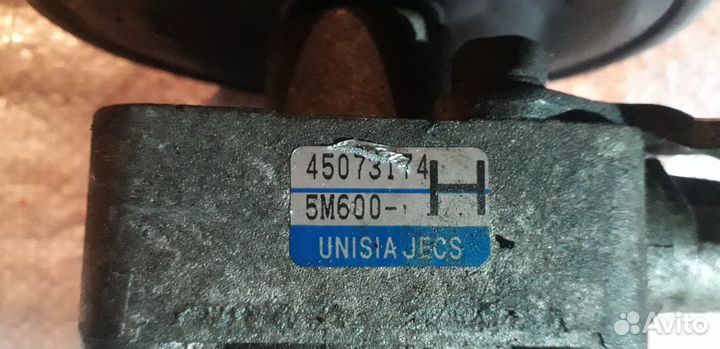 45073174
5M600-
H
UNISIA JECS
Avito